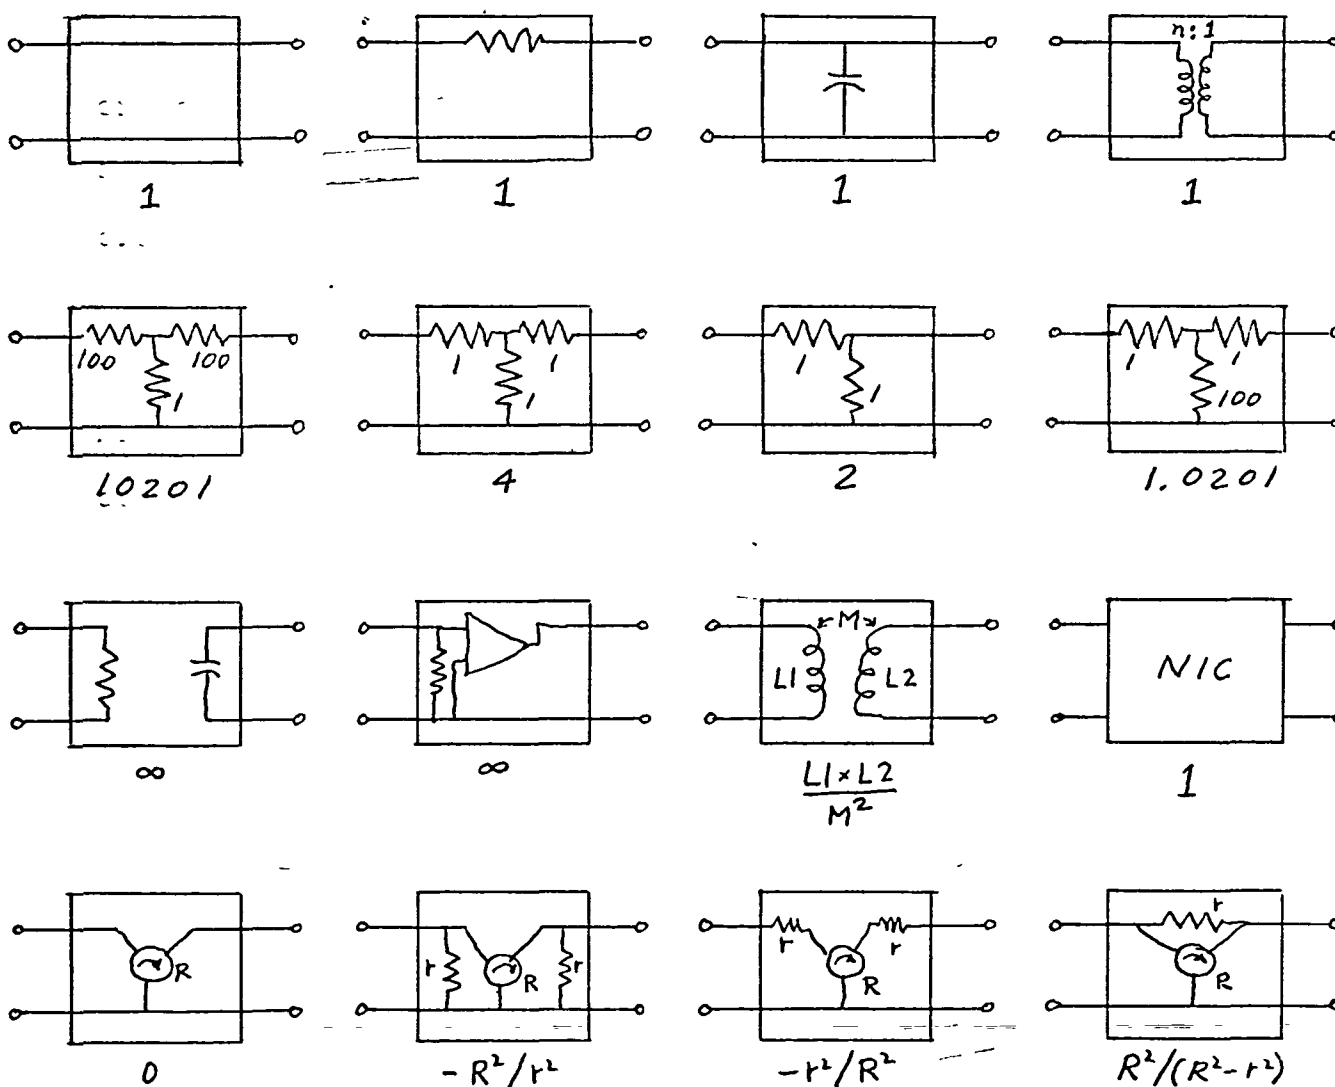 n:1
1
1
1
1
100 100 1
1 1 1
1 1
1 1 100
10201
4
2
1.0201
M
L1 L2
NIC
∞
∞
L1×L2
M²
1
R
r R r
r r R
r R
0
-R²/r²
-r²/R²
R²/(R²-r²)